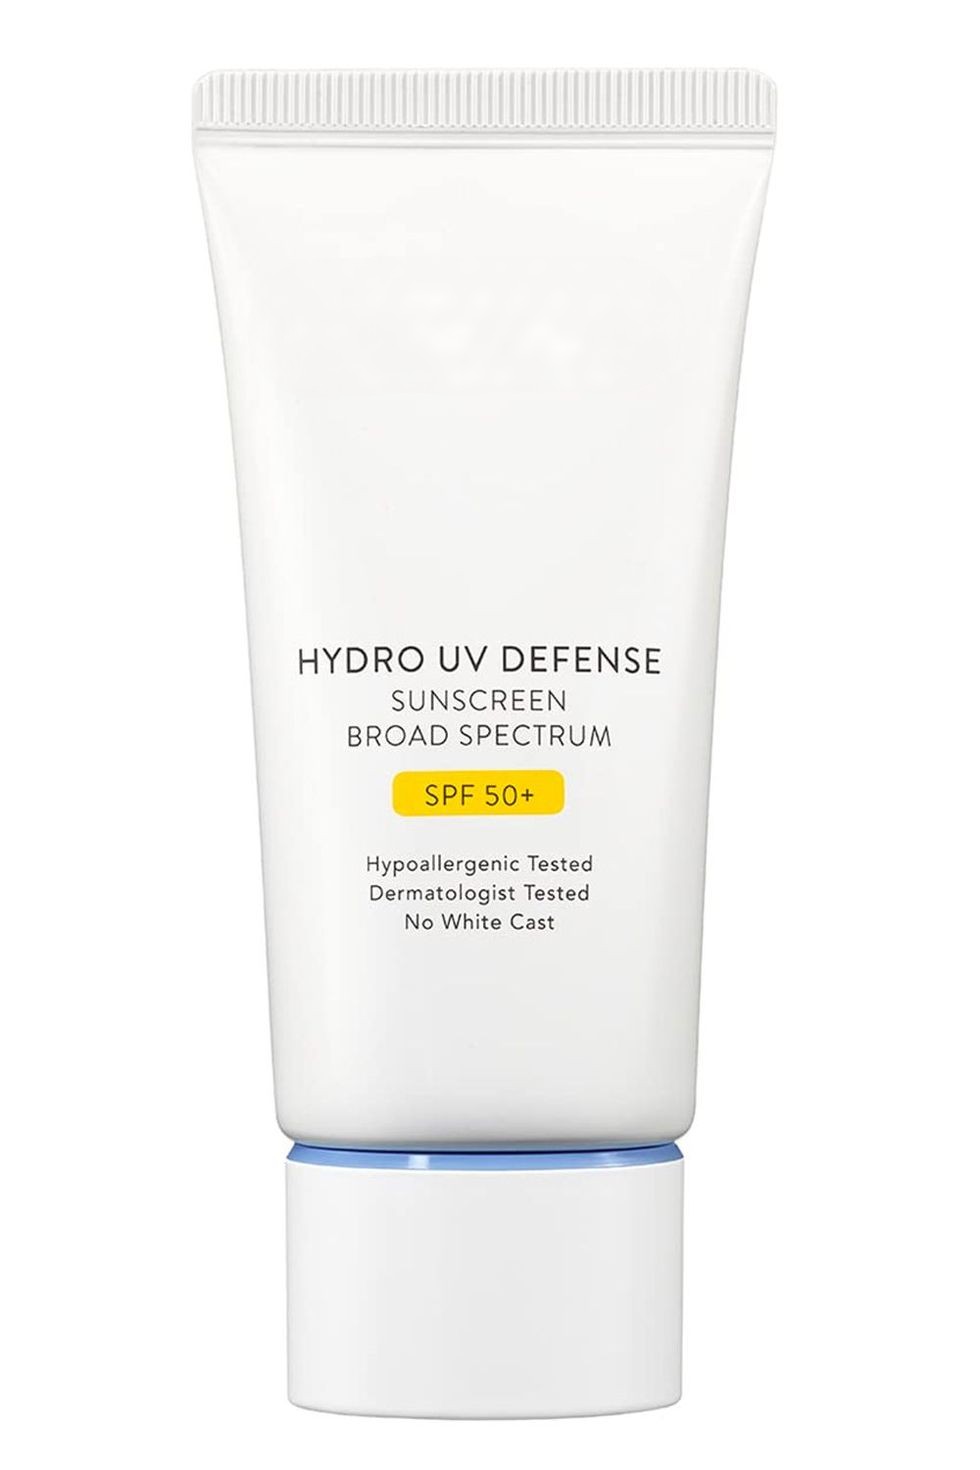 HYDRO UV DEFENSE
SUNSCREEN
BROAD SPECTRUM
SPF 50+
Hypoallergenic Tested
Dermatologist Tested
No White Cast